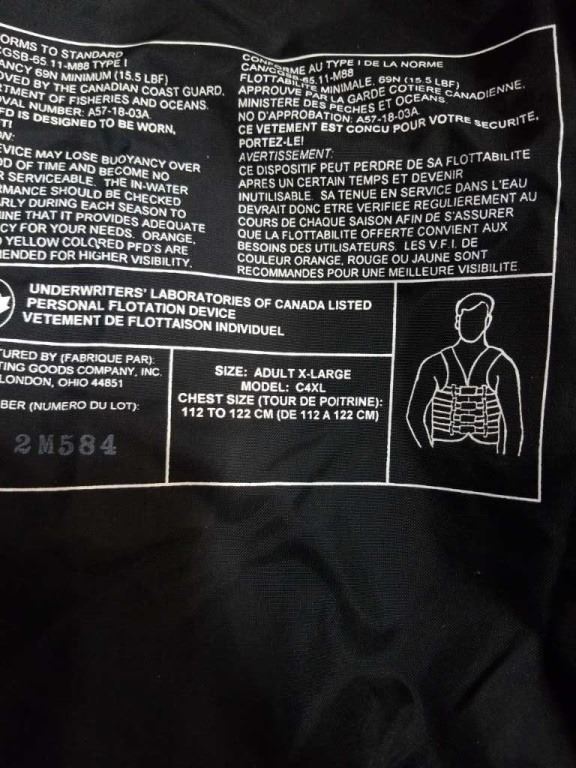 ORMS TO STANDARD
CGSB-65.11-M88 TYPE I
ANCY 69N MINIMUM (15.5 LBF)
OVED BY THE CANADIAN COAST GUARD.
RTMENT OF FISHERIES AND OCEANS.
OVAL NUMBER: A57-18-03A
FD IS DESIGNED TO BE WORN,
T!
ON:
EVICE MAY LOSE BUOYANCY OVER
OD OF TIME AND BECOME NO
R SERVICEABLE. THE IN-WATER
RMANCE SHOULD BE CHECKED
ARLY DURING EACH SEASON TO
INE THAT IT PROVIDES ADEQUATE
CY FOR YOUR NEEDS. ORANGE,
D YELLOW COLORED PFD'S ARE
ENDED FOR HIGHER VISIBILITY.
CONFORME AU TYPE I DE LA NORME
CAN/CGSB-65.11-M88
FLOTTABILITE MINIMALE, 69N (15.5 LBF)
APPROUVE PAR LA GARDE COTIERE CANADIENNE.
MINISTERE DES PECHES ET OCEANS
NO D'APPROBATION: A57-18-03A
CE VETEMENT EST CONCU POUR VOTRE SECURITE,
PORTEZ-LE!
AVERTISSEMENT:
CE DISPOSITIF PEUT PERDRE DE SA FLOTTABILITE
APRES UN CERTAIN TEMPS ET DEVENIR
INUTILISABLE. SA TENUE EN SERVICE DANS L'EAU
DEVRAIT DONC ETRE VERIFIEE REGULIEREMENT AU
COURS DE CHAQUE SAISON AFIN DE S'ASSURER
QUE LA FLOTTABILITE OFFERTE CONVIENT AUX
BESOINS DES UTILISATEURS. LES V.F.I. DE
COULEUR ORANGE, ROUGE OU JAUNE SONT
RECOMMANDES POUR UNE MEILLEURE VISIBILITE.
UNDERWRITERS' LABORATORIES OF CANADA LISTED
PERSONAL FLOTATION DEVICE
VETEMENT DE FLOTTAISON INDIVIDUEL
TURED BY (FABRIQUE PAR):
TING GOODS COMPANY, INC.
LONDON, OHIO 44851
BER (NUMERO DU LOT):
2M584
SIZE: ADULT X-LARGE
MODEL: C4XL
CHEST SIZE (TOUR DE POITRINE):
112 TO 122 CM (DE 112 A 122 CM)